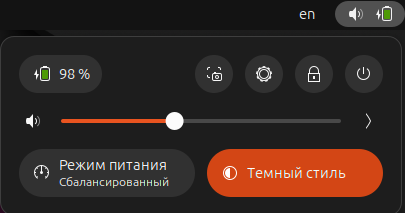 en
98 %
Режим питания
Сбалансированный
Темный стиль